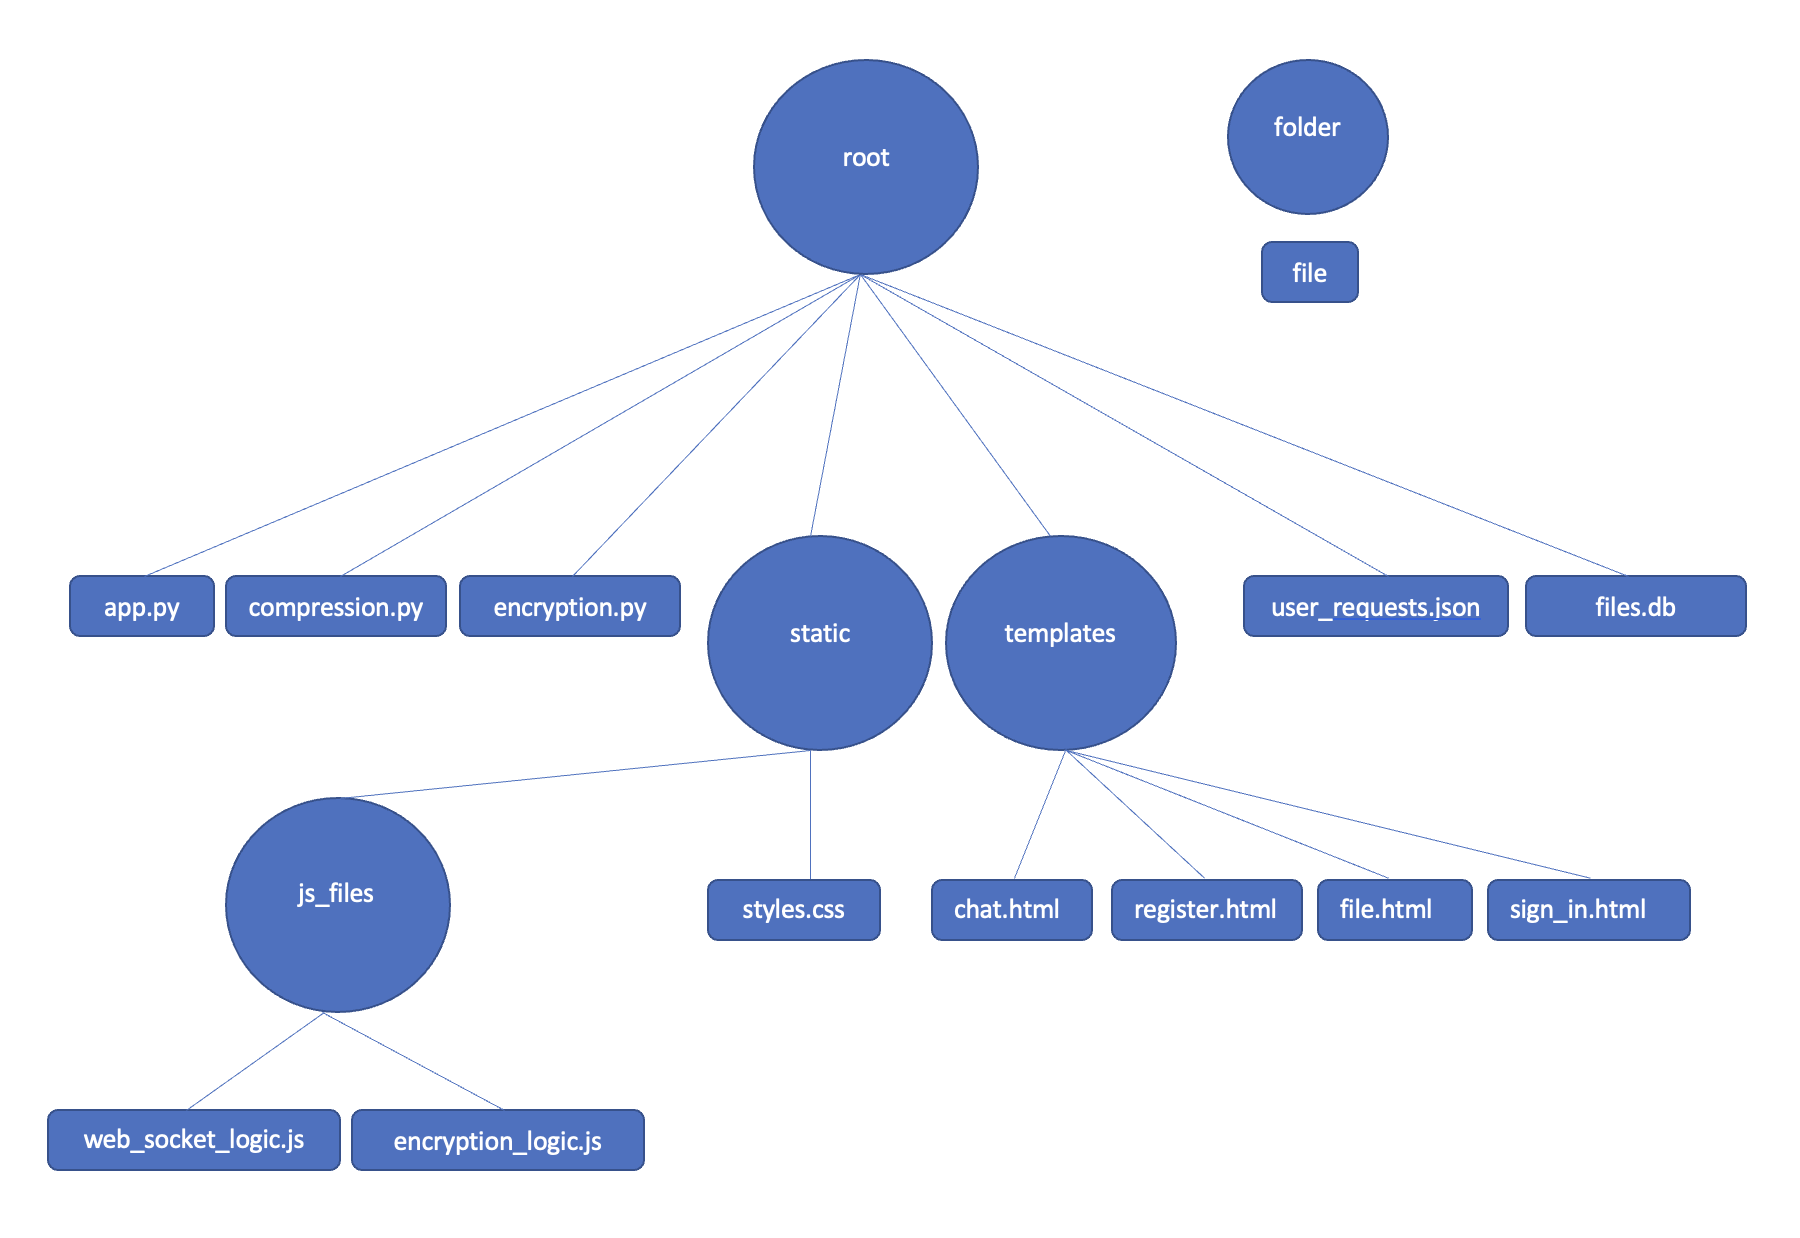 root
folder
file
app.py
compression.py
encryption.py
static
templates
user_requests.json
files.db
js_files
styles.css
chat.html
register.html
file.html
sign_in.html
web_socket_logic.js
encryption_logic.js